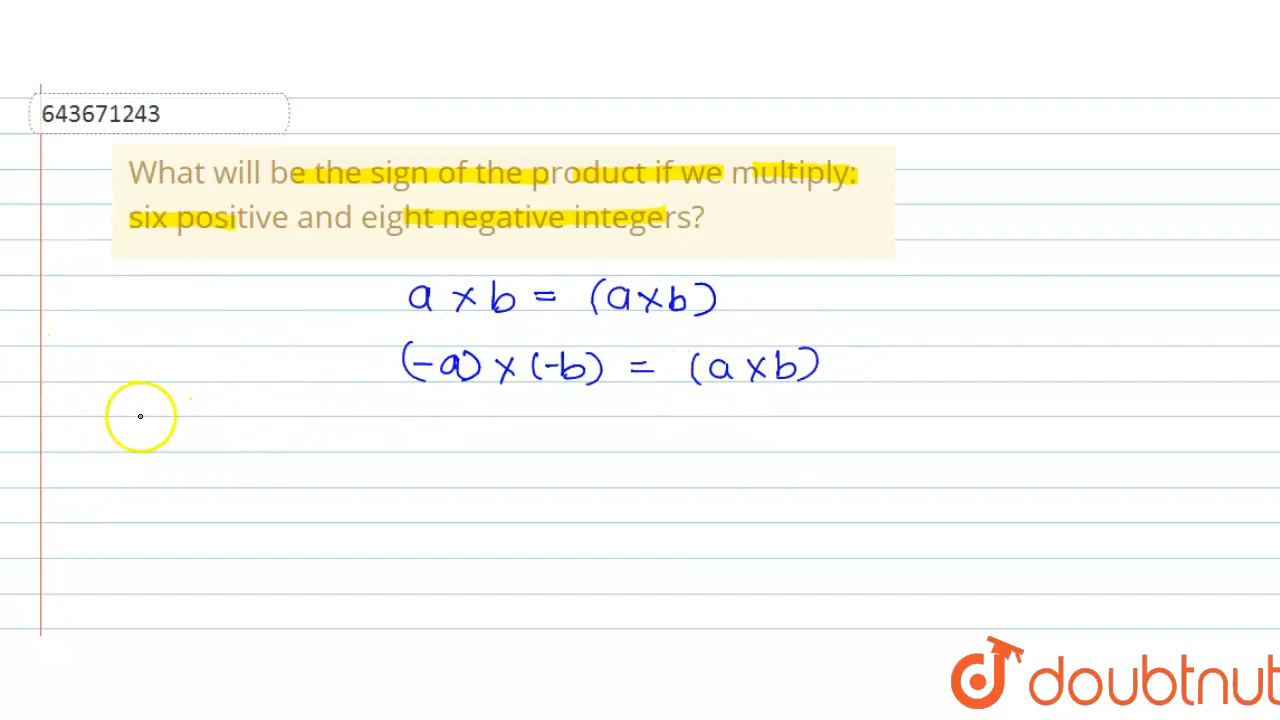 643671243
What will be the sign of the product if we multiply:
six positive and eight negative integers?
a × b = (a×b)
(-a) × (-b) = (a × b)
doubtnut